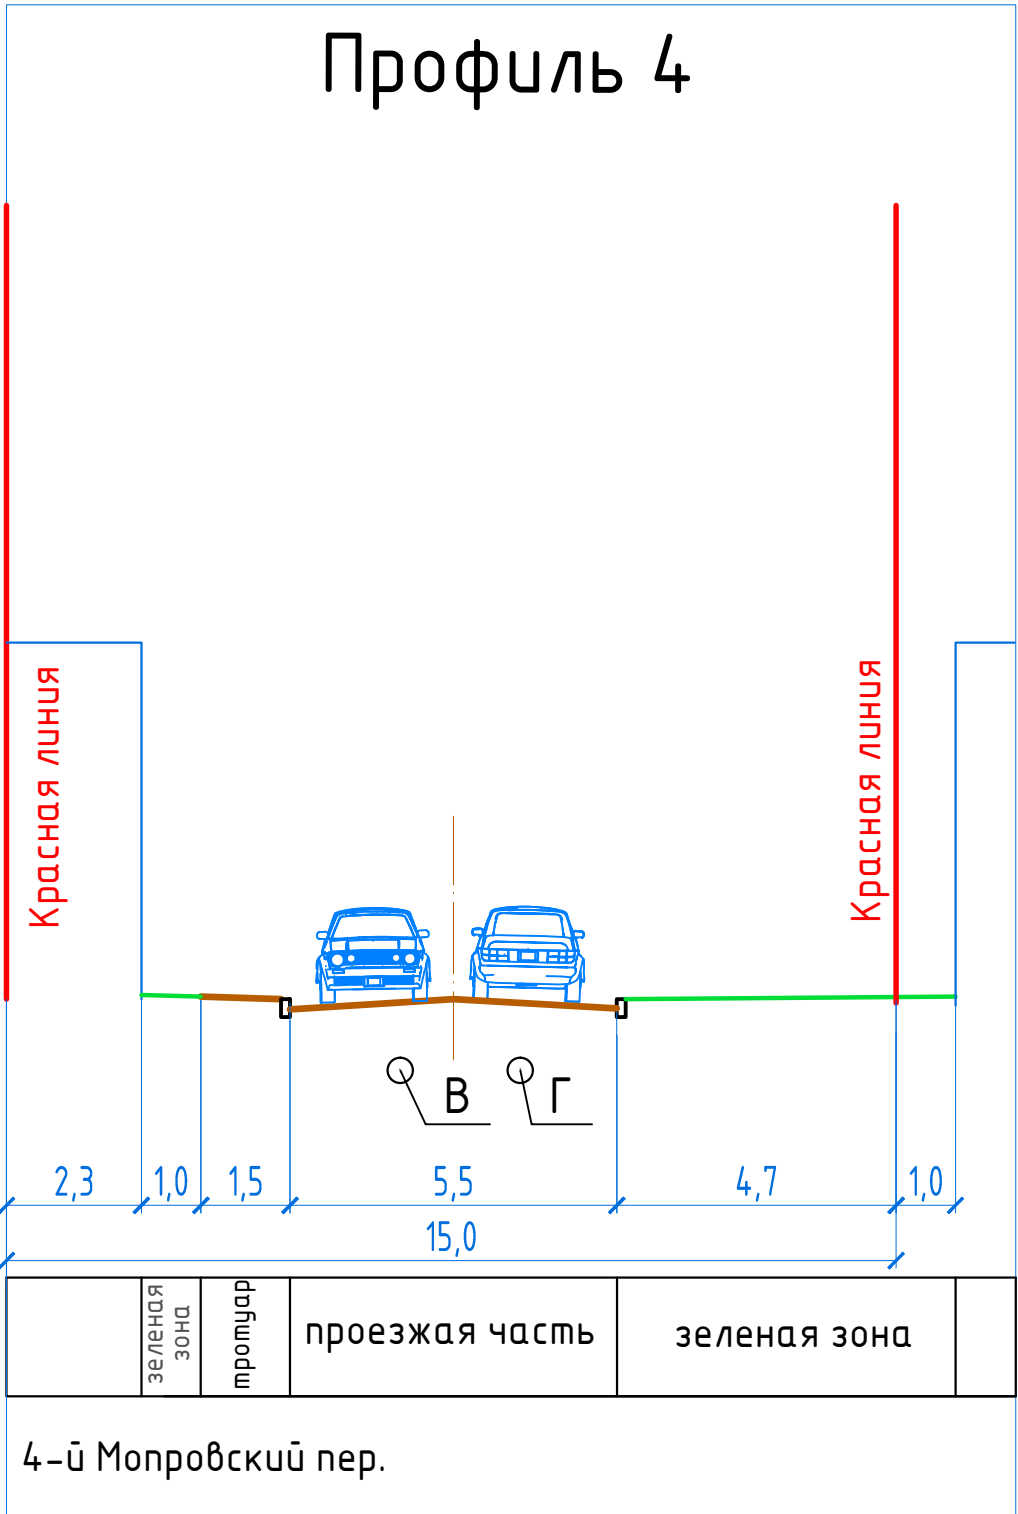 Профиль 4
Красная линия
Красная линия
В
Г
2,3
1,0
1,5
5,5
4,7
1,0
15,0
зеленая
зона
тротуар
проезжая часть
зеленая зона
4-й Мопровский пер.